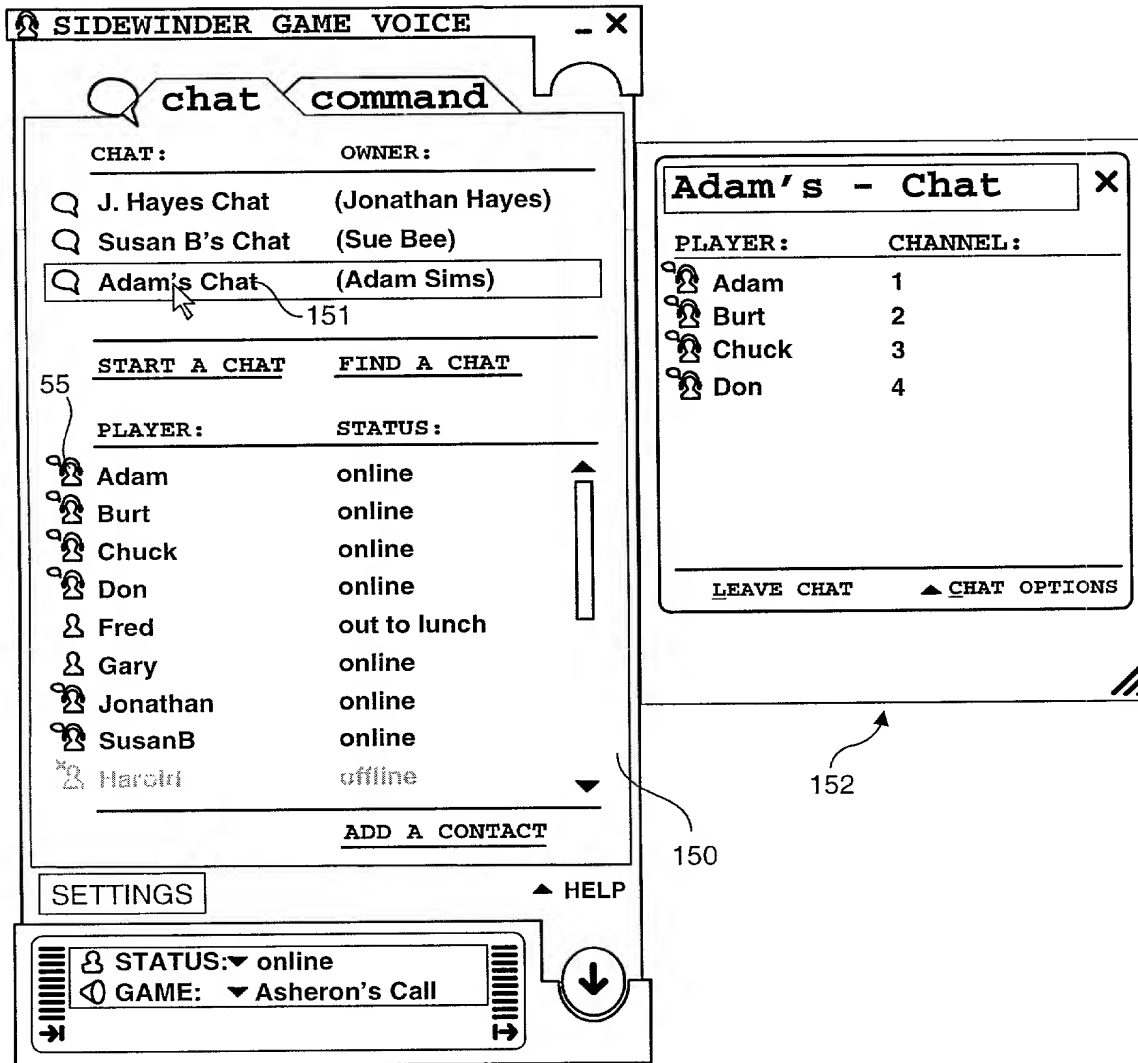 SIDEWINDER GAME VOICE
chat command
CHAT: OWNER:
J. Hayes Chat (Jonathan Hayes)
Susan B's Chat (Sue Bee)
Adam's Chat (Adam Sims)
151
START A CHAT FIND A CHAT
55
PLAYER: STATUS:
Adam online
Burt online
Chuck online
Don online
Fred out to lunch
Gary online
Jonathan online
SusanB online
Harold offline
ADD A CONTACT
150
SETTINGS
HELP
STATUS: online
GAME: Asheron's Call
Adam's - Chat
PLAYER: CHANNEL:
Adam 1
Burt 2
Chuck 3
Don 4
LEAVE CHAT CHAT OPTIONS
152